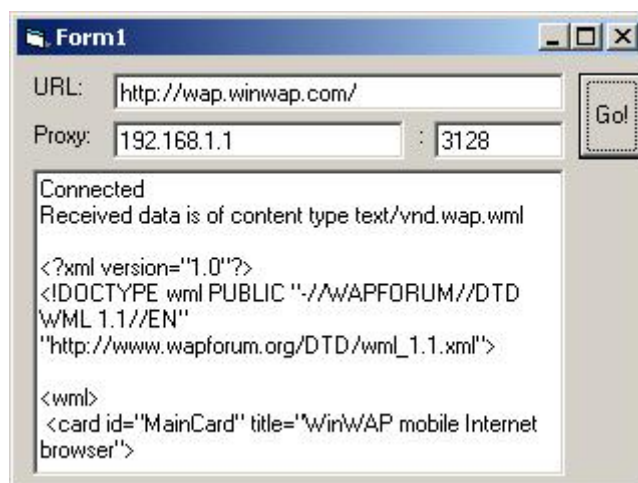 Form1
URL: http://wap.winwap.com/ Go!
Proxy: 192.168.1.1 : 3128
Connected
Received data is of content type text/vnd.wap.wml
<?xml version="1.0"?>
<!DOCTYPE wml PUBLIC "-//WAPFORUM//DTD
WML 1.1//EN"
"http://www.wapforum.org/DTD/wml_1.1.xml">
<wml>
<card id="MainCard" title="WinWAP mobile Internet
browser">